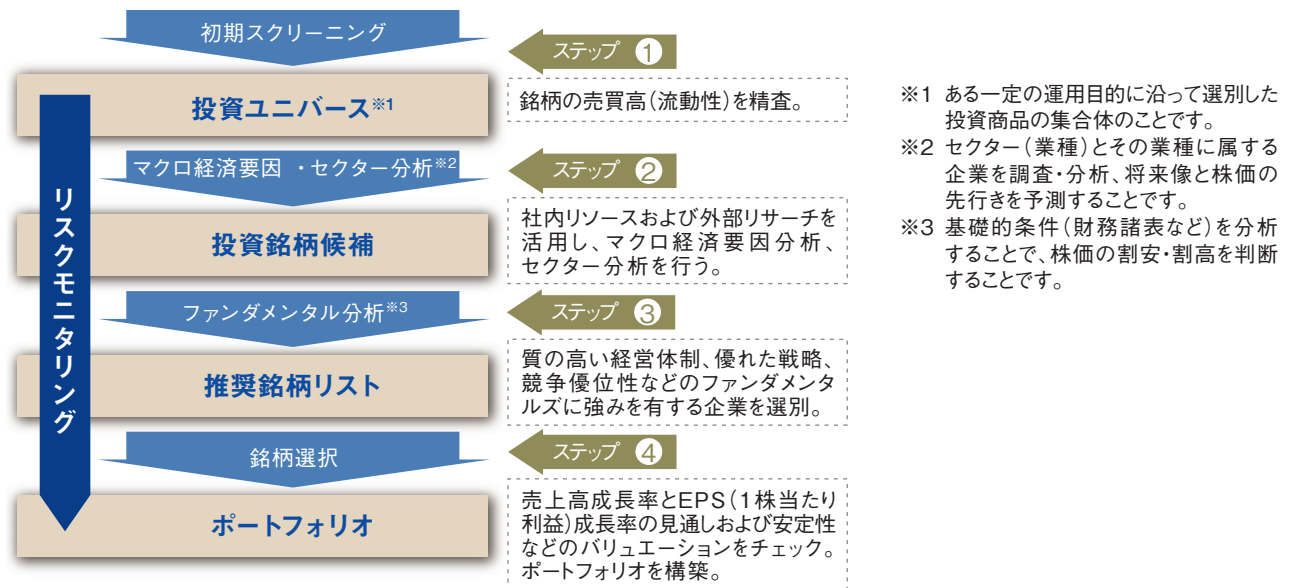 初期スクリーニング
ステップ ①
投資ユニバース※1
銘柄の売買高(流動性)を精査。
マクロ経済要因 ・セクター分析※2
ステップ ②
投資銘柄候補
社内リソースおよび外部リサーチを
活用し、マクロ経済要因分析、
セクター分析を行う。
ファンダメンタル分析※3
ステップ ③
推奨銘柄リスト
質の高い経営体制、優れた戦略、
競争優位性などのファンダメンタ
ルズに強みを有する企業を選別。
銘柄選択
ステップ ④
ポートフォリオ
売上高成長率とEPS(1株当たり
利益)成長率の見通しおよび安定性
などのバリュエーションをチェック。
ポートフォリオを構築。
リスクモニタリング
※1 ある一定の運用目的に沿って選別した
投資商品の集合体のことです。
※2 セクター(業種)とその業種に属する
企業を調査・分析、将来像と株価の
先行きを予測することです。
※3 基礎的条件(財務諸表など)を分析
することで、株価の割安・割高を判断
することです。